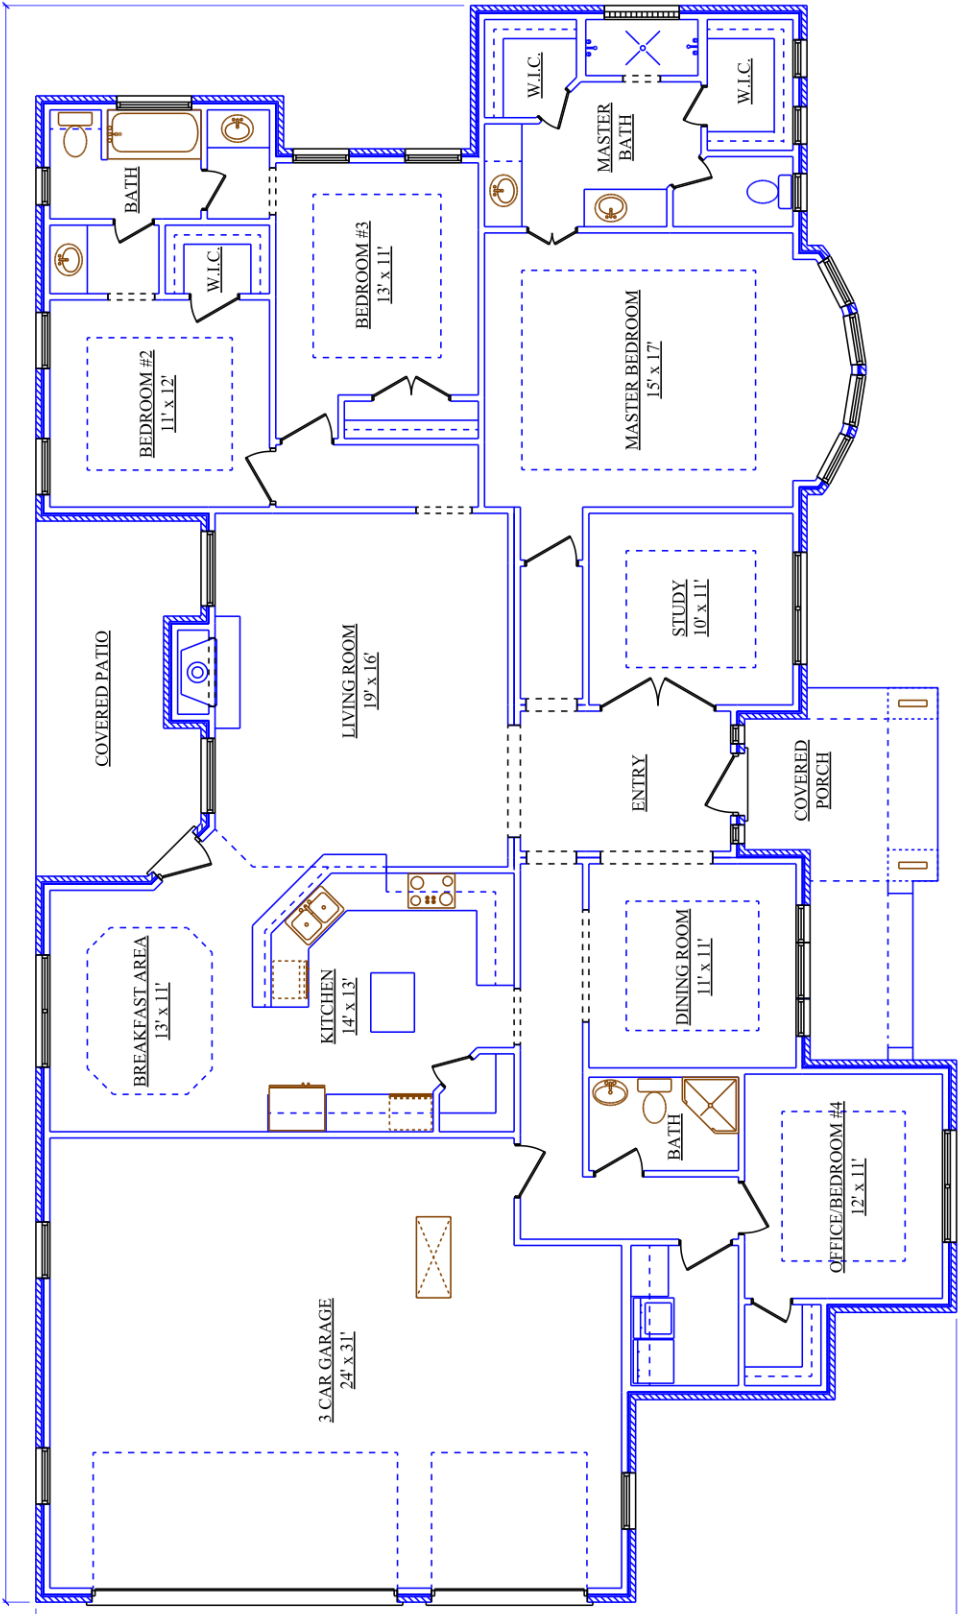 W.I.C.
W.I.C.
MASTER
BATH
BATH
W.I.C.
BEDROOM #3
13' x 11'
BEDROOM #2
11' x 12'
MASTER BEDROOM
15' x 17'
COVERED PATIO
LIVING ROOM
19' x 16'
STUDY
10' x 11'
ENTRY
COVERED
PORCH
BREAKFAST AREA
13' x 11'
KITCHEN
14' x 13'
DINING ROOM
11' x 11'
BATH
OFFICE/BEDROOM #4
12' x 11'
3 CAR GARAGE
24' x 31'